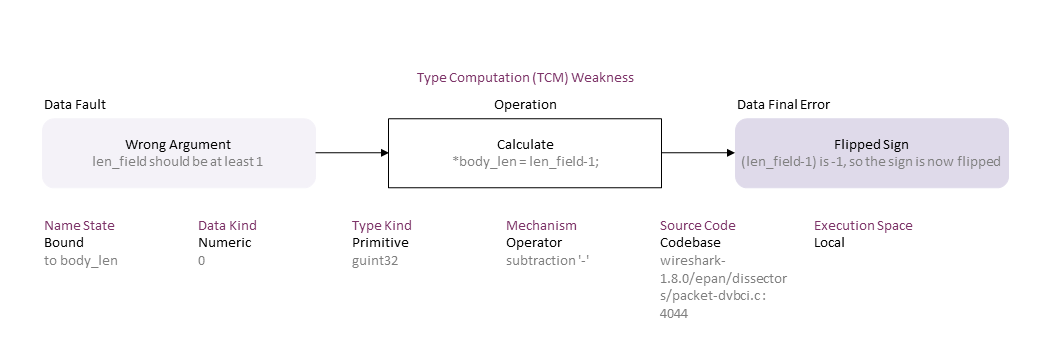 Type Computation (TCM) Weakness
Data Fault
Operation
Data Final Error
Wrong Argument
len_field should be at least 1
Calculate
*body_len = len_field-1;
Flipped Sign
(len_field-1) is -1, so the sign is now flipped
Name State
Bound
to body_len
Data Kind
Numeric
0
Type Kind
Primitive
guint32
Mechanism
Operator
subtraction '-'
Source Code
Codebase
wireshark-
1.8.0/epan/dissector
s/packet-dvbci.c :
4044
Execution Space
Local